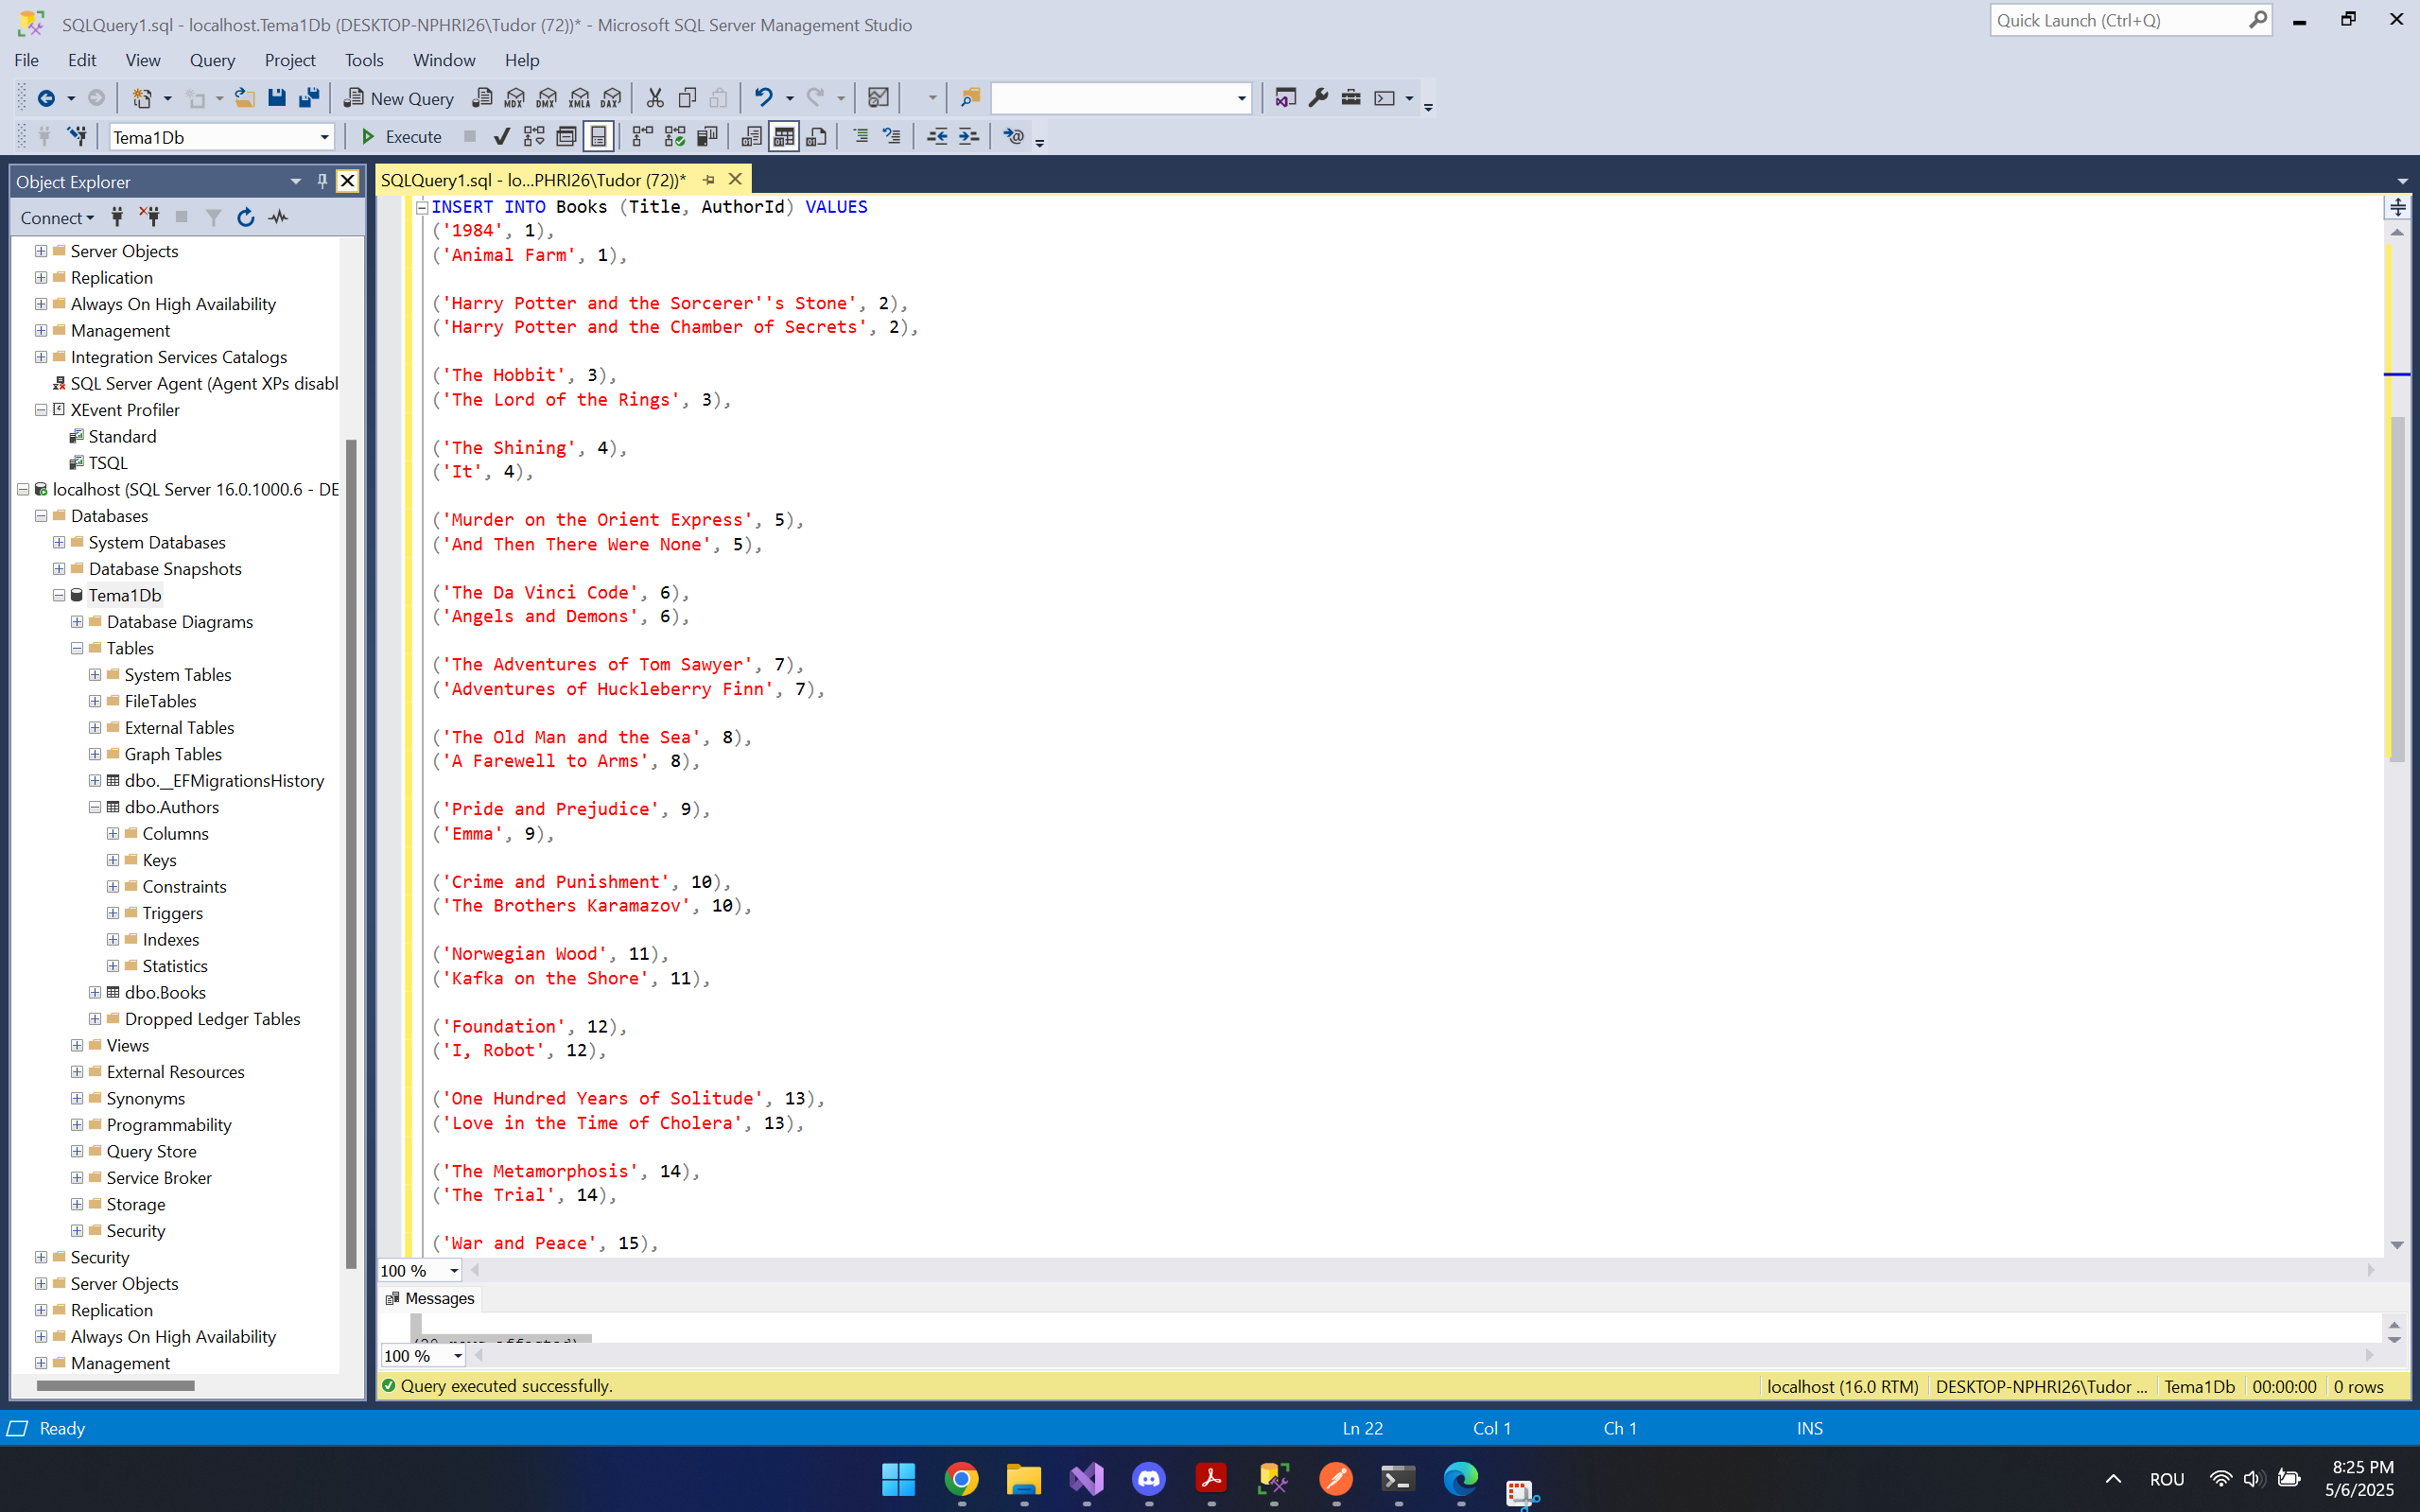 SQLQuery1.sql - localhost.Tema1Db (DESKTOP-NPHRI26\Tudor (72))* - Microsoft SQL Server Management Studio
Quick Launch (Ctrl+Q)
File Edit View Query Project Tools Window Help
New Query MDX DMX XMLA DAX
Tema1Db Execute
Object Explorer
Connect
Server Objects
Replication
Always On High Availability
Management
Integration Services Catalogs
SQL Server Agent (Agent XPs disabl
XEvent Profiler
Standard
TSQL
localhost (SQL Server 16.0.1000.6 - DE
Databases
System Databases
Database Snapshots
Tema1Db
Database Diagrams
Tables
System Tables
FileTables
External Tables
Graph Tables
dbo.__EFMigrationsHistory
dbo.Authors
Columns
Keys
Constraints
Triggers
Indexes
Statistics
dbo.Books
Dropped Ledger Tables
Views
External Resources
Synonyms
Programmability
Query Store
Service Broker
Storage
Security
Security
Server Objects
Replication
Always On High Availability
Management
SQLQuery1.sql - lo...PHRI26\Tudor (72))*
INSERT INTO Books (Title, AuthorId) VALUES
('1984', 1),
('Animal Farm', 1),
('Harry Potter and the Sorcerer''s Stone', 2),
('Harry Potter and the Chamber of Secrets', 2),
('The Hobbit', 3),
('The Lord of the Rings', 3),
('The Shining', 4),
('It', 4),
('Murder on the Orient Express', 5),
('And Then There Were None', 5),
('The Da Vinci Code', 6),
('Angels and Demons', 6),
('The Adventures of Tom Sawyer', 7),
('Adventures of Huckleberry Finn', 7),
('The Old Man and the Sea', 8),
('A Farewell to Arms', 8),
('Pride and Prejudice', 9),
('Emma', 9),
('Crime and Punishment', 10),
('The Brothers Karamazov', 10),
('Norwegian Wood', 11),
('Kafka on the Shore', 11),
('Foundation', 12),
('I, Robot', 12),
('One Hundred Years of Solitude', 13),
('Love in the Time of Cholera', 13),
('The Metamorphosis', 14),
('The Trial', 14),
('War and Peace', 15),
100 %
Messages
100 %
Query executed successfully. localhost (16.0 RTM) DESKTOP-NPHRI26\Tudor ... Tema1Db 00:00:00 0 rows
Ready Ln 22 Col 1 Ch 1 INS
ROU
8:25 PM
5/6/2025